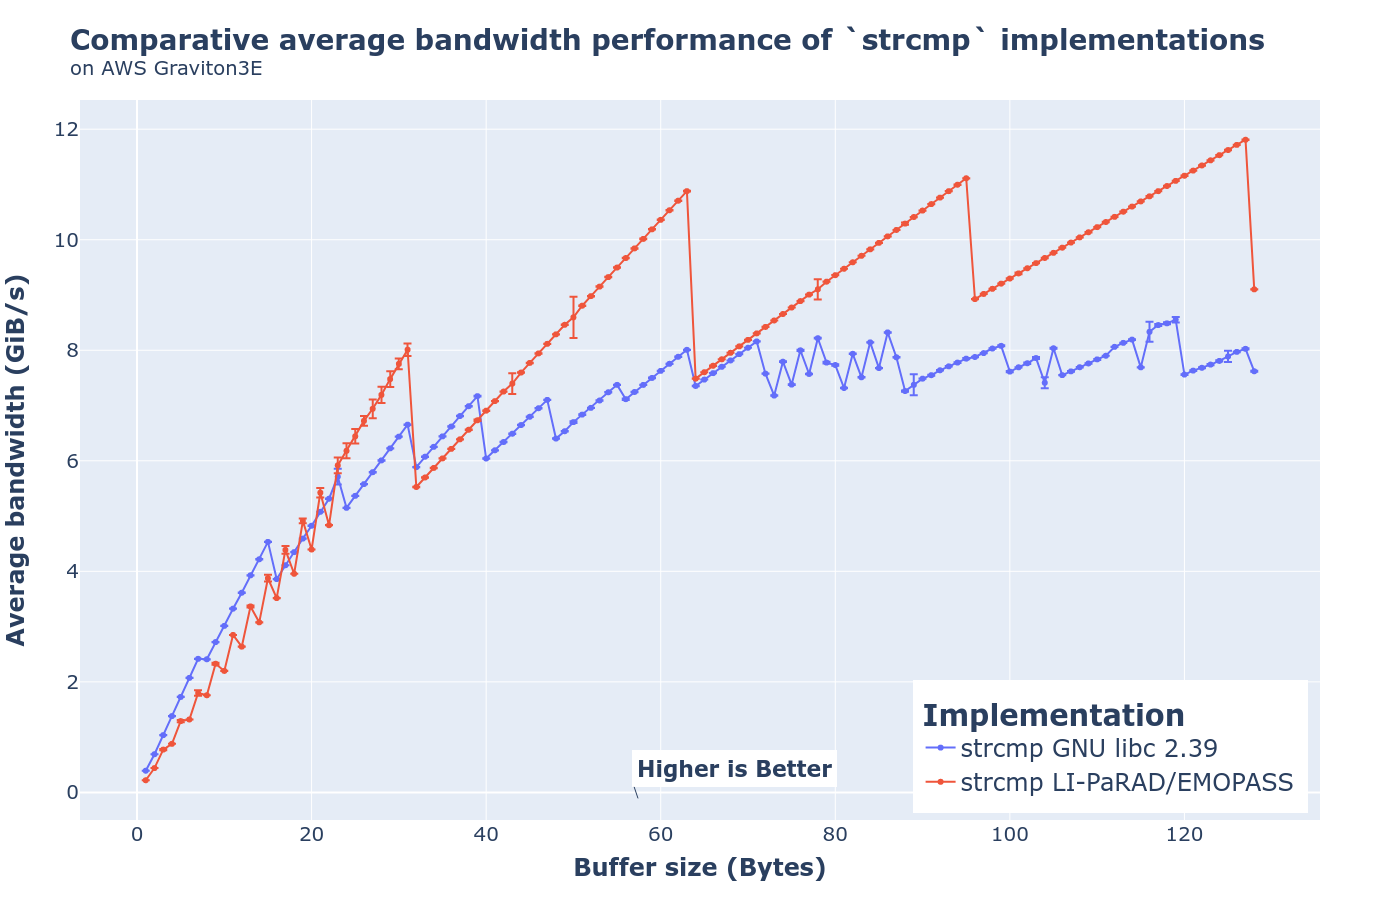 Comparative average bandwidth performance of `strcmp` implementations
on AWS Graviton3E
12
10
8
6
4
2
0
Average bandwidth (GiB/s)
Higher is Better
Implementation
strcmp GNU libc 2.39
strcmp LI-PaRAD/EMOPASS
0 20 40 60 80 100 120
Buffer size (Bytes)